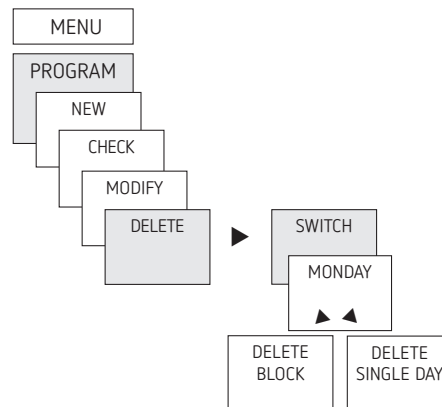 MENU
PROGRAM
NEW
CHECK
MODIFY
DELETE
SWITCH
MONDAY
DELETE
BLOCK
DELETE
SINGLE DAY